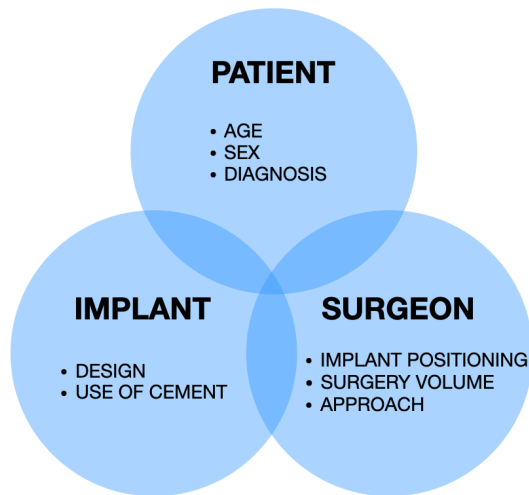 PATIENT
• AGE
• SEX
• DIAGNOSIS
IMPLANT
• DESIGN
• USE OF CEMENT
SURGEON
• IMPLANT POSITIONING
• SURGERY VOLUME
• APPROACH